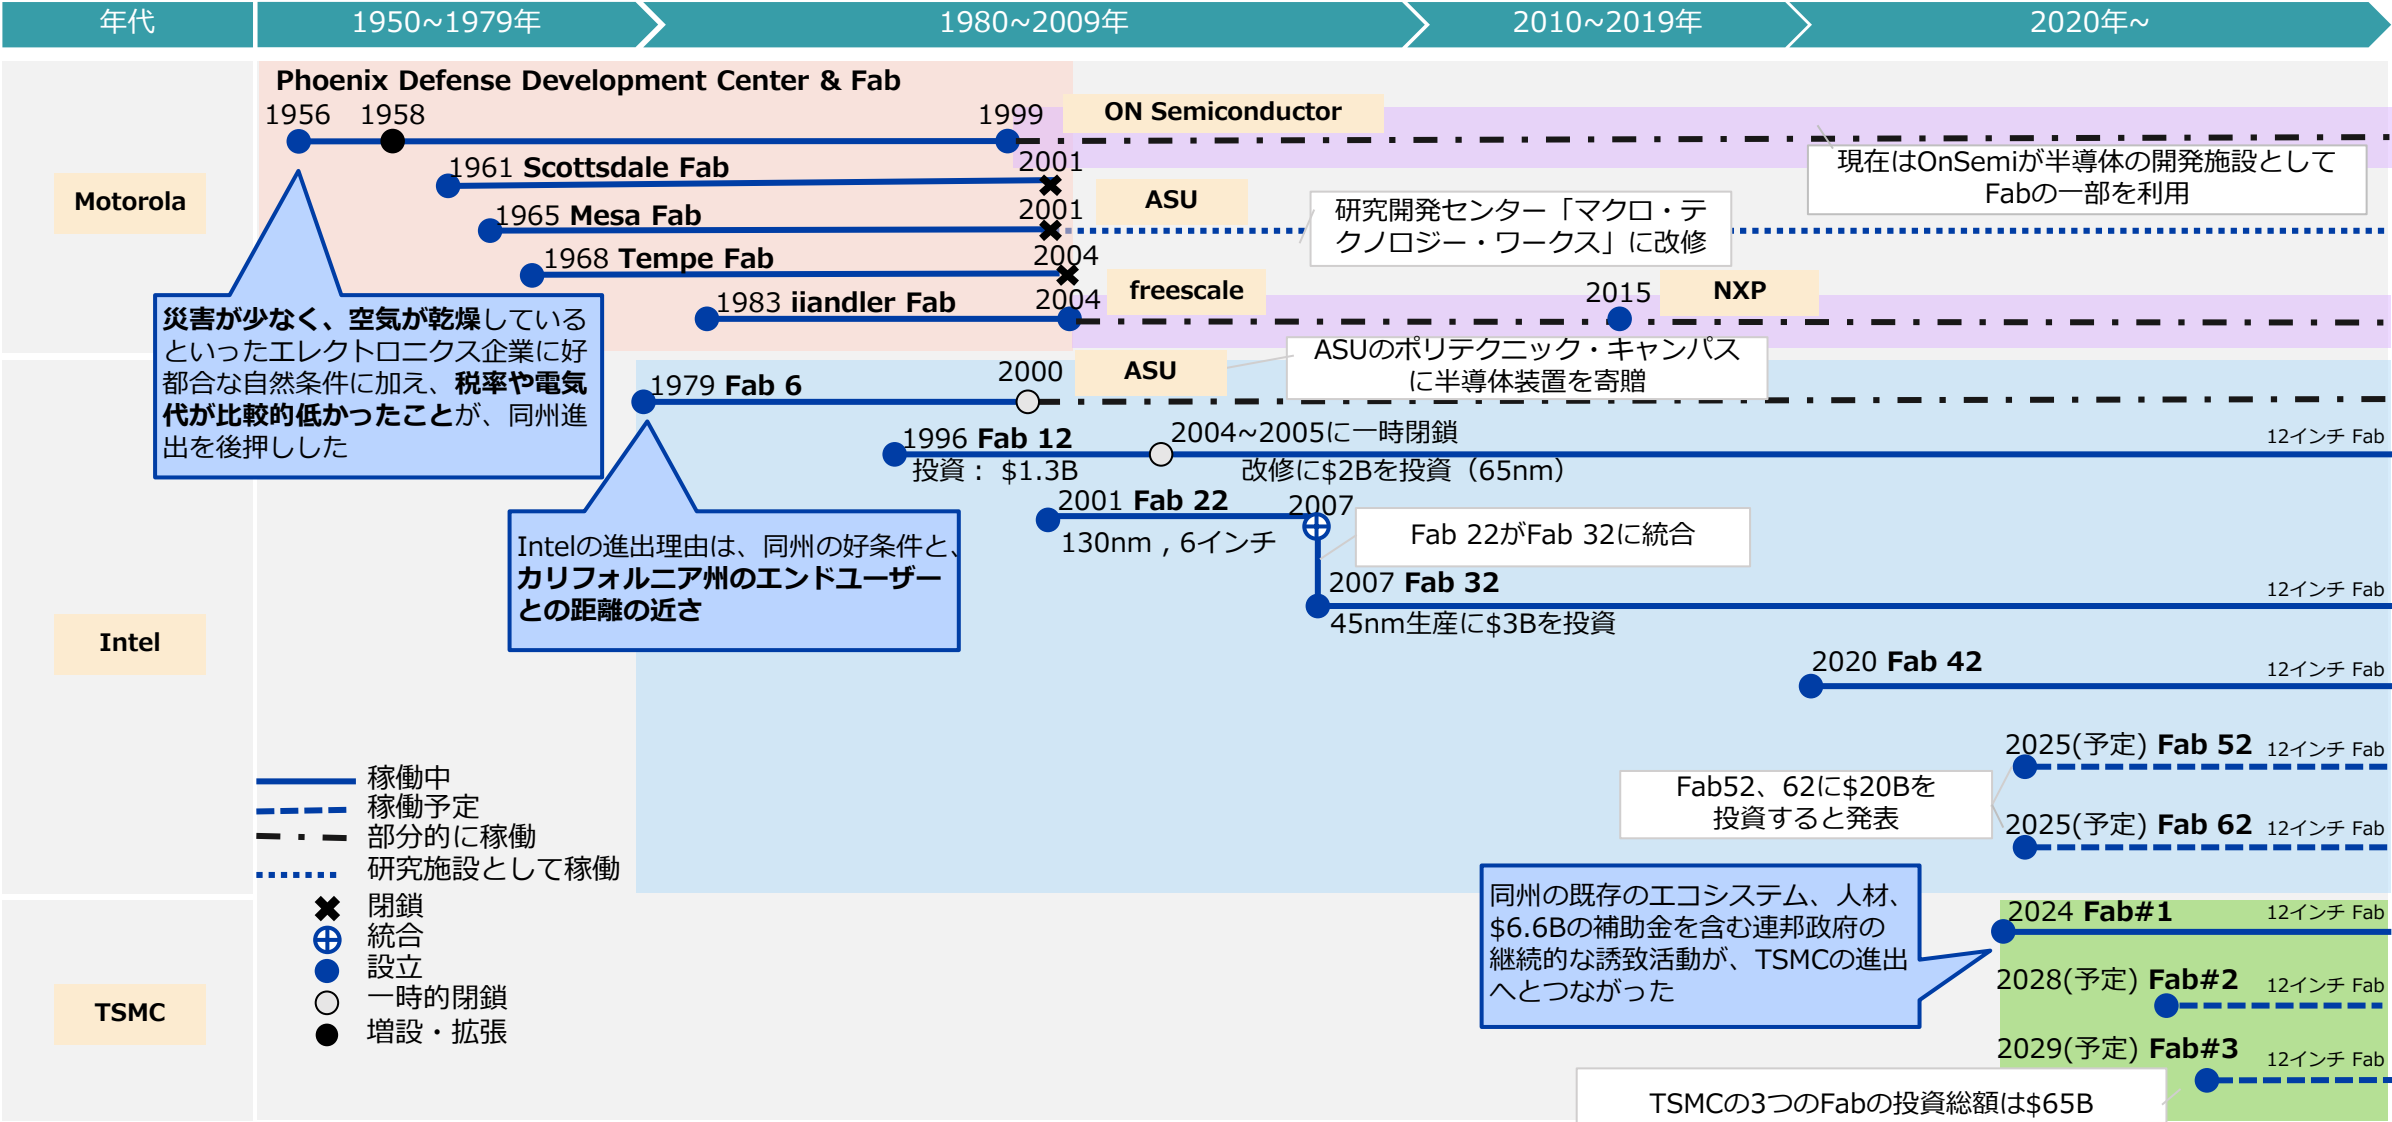 年代
1950~1979年
1980~2009年
2010~2019年
2020年~
Motorola
Phoenix Defense Development Center & Fab
1956
1958
1999
ON Semiconductor
現在はOnSemiが半導体の開発施設として
Fabの一部を利用
1961 Scottsdale Fab
2001
1965 Mesa Fab
2001
ASU
研究開発センター「マクロ・テ
クノロジー・ワークス」に改修
1968 Tempe Fab
2004
1983 iiandler Fab
2004
freescale
2015
NXP
災害が少なく、空気が乾燥している
といったエレクトロニクス企業に好
都合な自然条件に加え、税率や電気
代が比較的低かったことが、同州進
出を後押しした
Intel
1979 Fab 6
2000
ASU
ASUのポリテクニック・キャンパス
に半導体装置を寄贈
1996 Fab 12
投資： $1.3B
2004~2005に一時閉鎖
改修に$2Bを投資（65nm）
12インチ Fab
2001 Fab 22
130nm , 6インチ
2007
Fab 22がFab 32に統合
Intelの進出理由は、同州の好条件と、
カリフォルニア州のエンドユーザー
との距離の近さ
2007 Fab 32
45nm生産に$3Bを投資
12インチ Fab
2020 Fab 42
12インチ Fab
2025(予定) Fab 52
12インチ Fab
Fab52、62に$20Bを
投資すると発表
2025(予定) Fab 62
12インチ Fab
稼働中
稼働予定
部分的に稼働
研究施設として稼働
閉鎖
統合
設立
一時的閉鎖
増設・拡張
TSMC
同州の既存のエコシステム、人材、
$6.6Bの補助金を含む連邦政府の
継続的な誘致活動が、TSMCの進出
へとつながった
2024 Fab#1
12インチ Fab
2028(予定) Fab#2
12インチ Fab
2029(予定) Fab#3
12インチ Fab
TSMCの3つのFabの投資総額は$65B